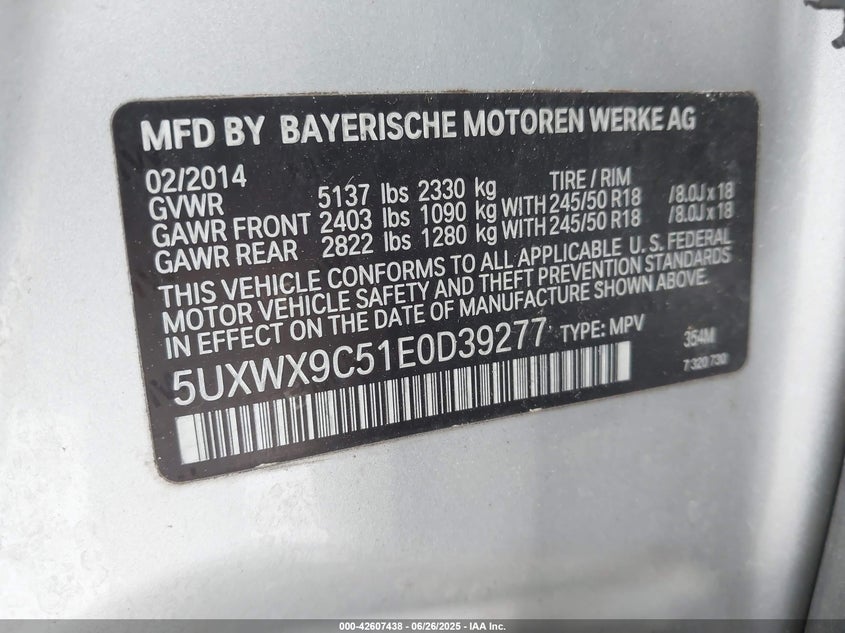 MFD BY BAYERISCHE MOTOREN WERKE AG
02/2014 TIRE / RIM
GVWR 5137 lbs 2330 kg
GAWR FRONT 2403 lbs 1090 kg WITH 245/50 R18 /8.0J x 18
GAWR REAR 2822 lbs 1280 kg WITH 245/50 R18 /8.0J x 18
THIS VEHICLE CONFORMS TO ALL APPLICABLE U.S. FEDERAL
MOTOR VEHICLE SAFETY AND THEFT PREVENTION STANDARDS
IN EFFECT ON THE DATE OF MANUFACTURE SHOWN ABOVE.
5UXWX9C51E0D39277 TYPE: MPV 354M
7 320 730
000-42607438 - 06/26/2025 - IAA Inc.